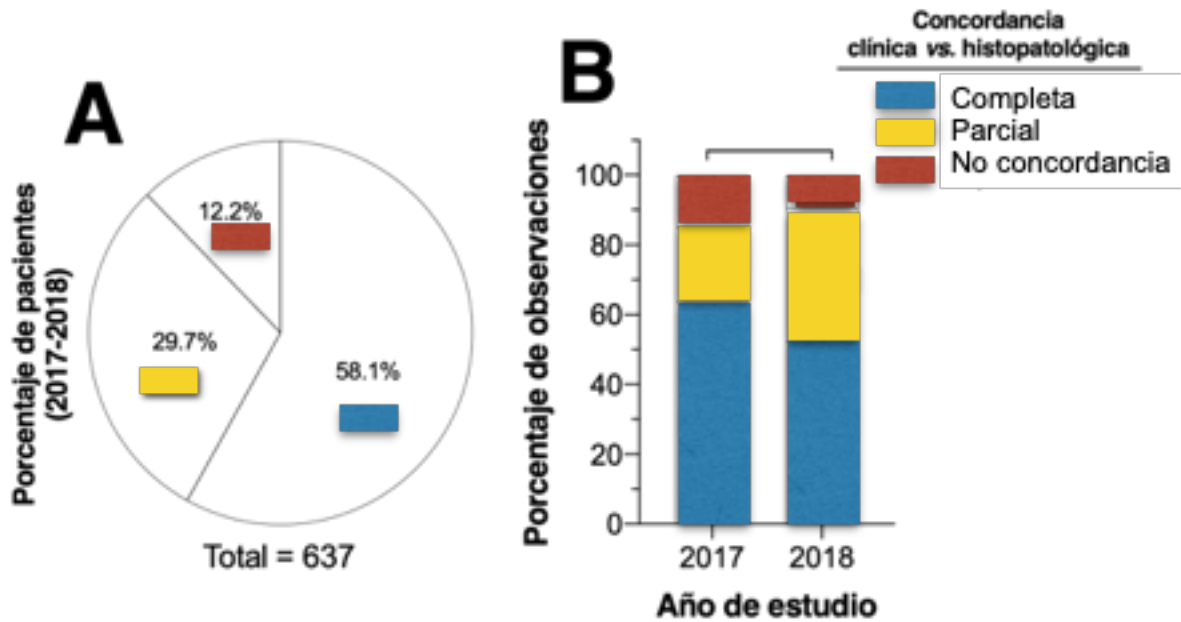 A
Porcentaje de pacientes
(2017-2018)
12.2%
29.7%
58.1%
Total = 637
B
Concordancia
clínica vs. histopatológica
Completa
Parcial
No concordancia
Porcentaje de observaciones
100
80
60
40
20
0
2017 2018
Año de estudio